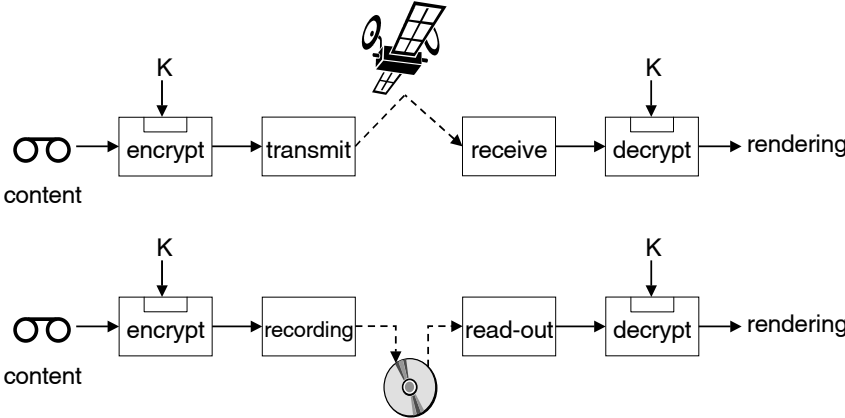 K
K
encrypt
transmit
receive
decrypt
rendering
content
K
K
encrypt
recording
read-out
decrypt
rendering
content